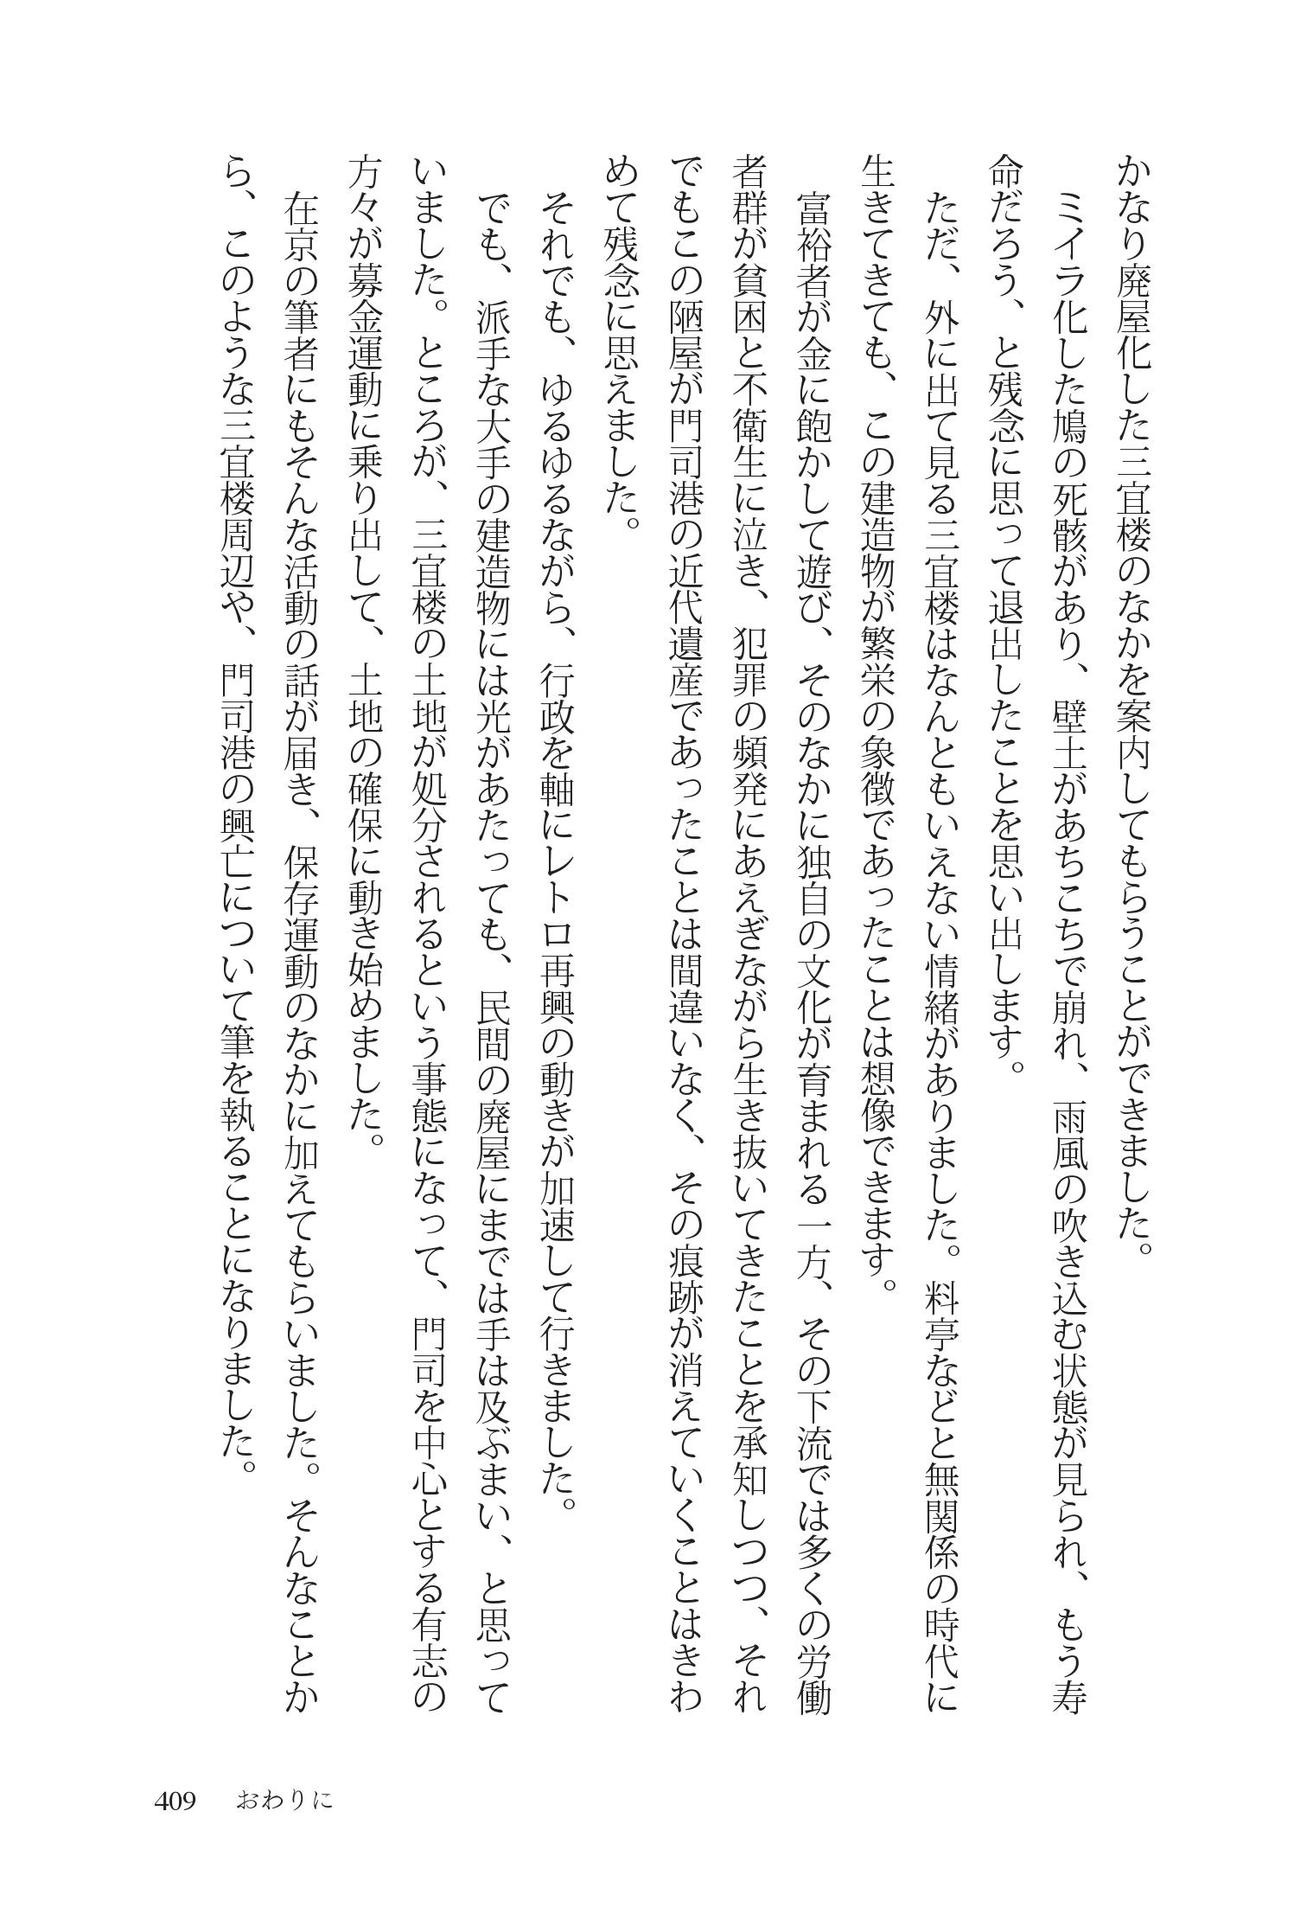 かなり廃屋化した三宜楼のなかを案内してもらうことができました。
ミイラ化した鳩の死骸があり、壁土があちこちで崩れ、雨風の吹き込む状態が見られ、もう寿
命だろう、と残念に思って退出したことを思い出します。
ただ、外に出て見る三宜楼はなんともいえない情緒がありました。料亭などと無関係の時代に
生きてきても、この建造物が繁栄の象徴であったことは想像できます。
富裕者が金に飽かして遊び、そのなかに独自の文化が育まれる一方、その下流では多くの労働
者群が貧困と不衛生に泣き、犯罪の頻発にあえぎながら生き抜いてきたことを承知しつつ、それ
でもこの陋屋が門司港の近代遺産であったことは間違いなく、その痕跡が消えていくことはきわ
めて残念に思えました。
それでも、ゆるゆるながら、行政を軸にレトロ再興の動きが加速して行きました。
でも、派手な大手の建造物には光があたっても、民間の廃屋にまでは手は及ぶまい、と思って
いました。ところが、三宜楼の土地が処分されるという事態になって、門司を中心とする有志の
方々が募金運動に乗り出して、土地の確保に動き始めました。
在京の筆者にもそんな活動の話が届き、保存運動のなかに加えてもらいました。そんなことか
ら、このような三宜楼周辺や、門司港の興亡について筆を執ることになりました。
409 おわりに